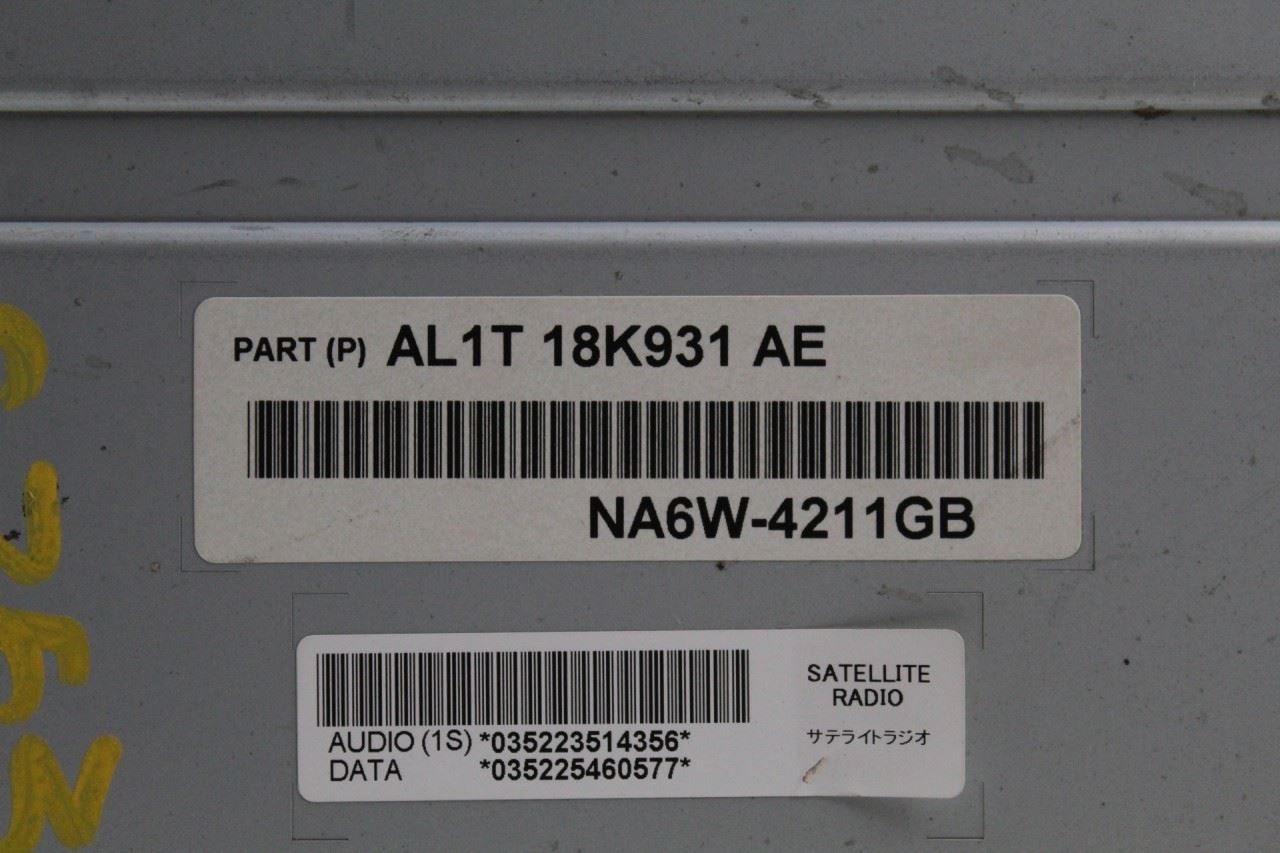 PART (P) AL1T 18K931 AE
NA6W-4211GB
AUDIO (1S) *035223514356*
DATA *035225460577*
SATELLITE
RADIO
サテライトラジオ